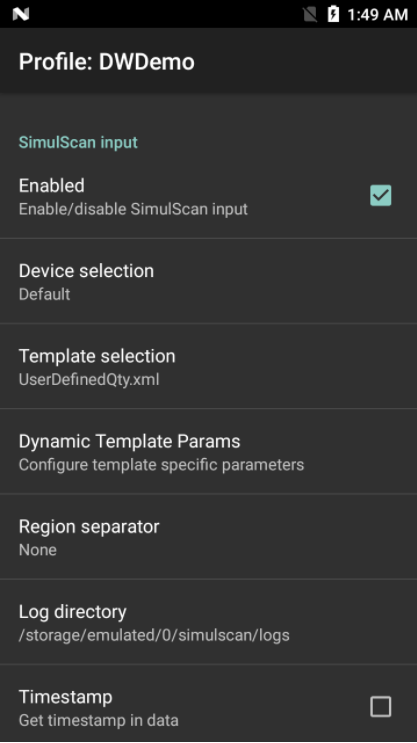 1:49 AM
Profile: DWDemo
SimulScan input
Enabled
Enable/disable SimulScan input
Device selection
Default
Template selection
UserDefinedQty.xml
Dynamic Template Params
Configure template specific parameters
Region separator
None
Log directory
/storage/emulated/0/simulscan/logs
Timestamp
Get timestamp in data